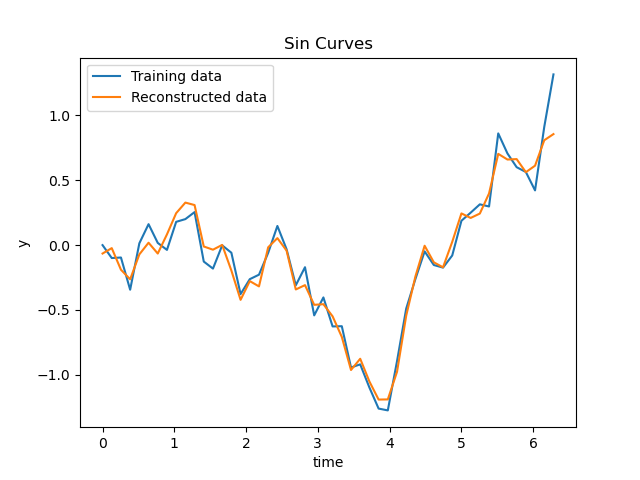 Sin Curves
Training data
Reconstructed data
1.0
0.5
0.0
−0.5
−1.0
y
0 1 2 3 4 5 6
time